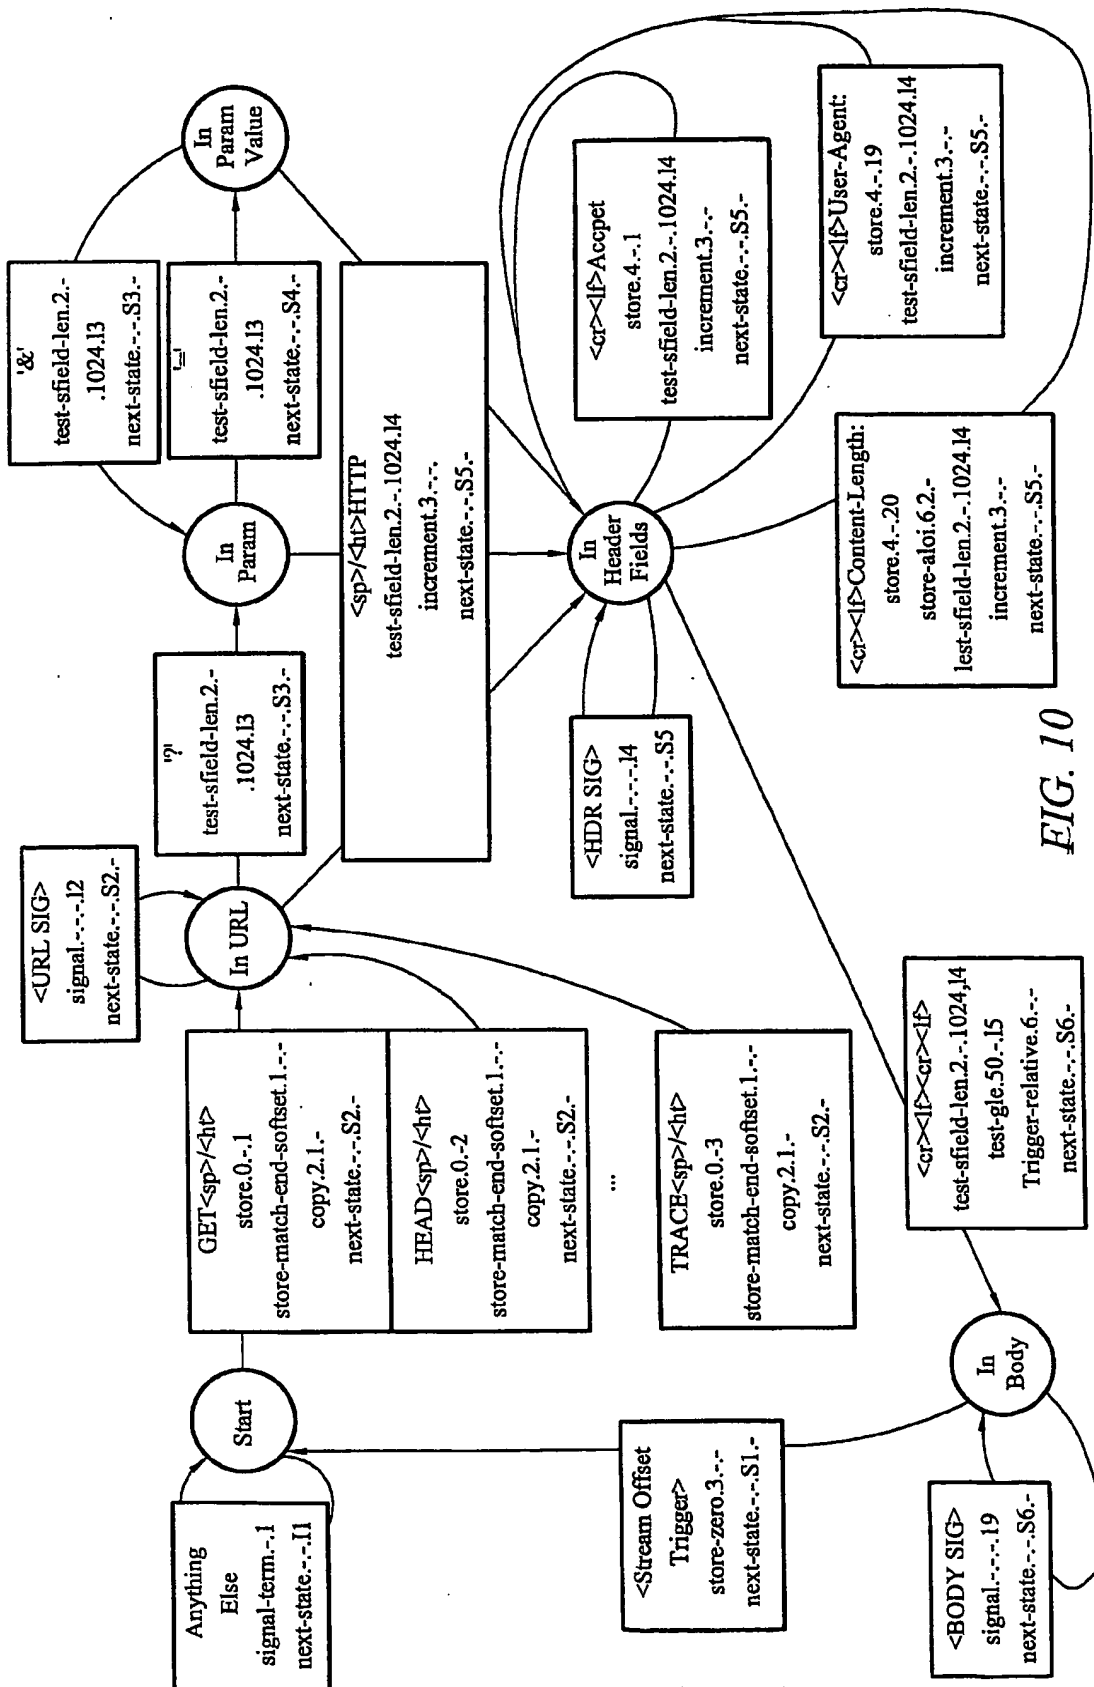 Anything
Else
signal-term.-.1
next-state.-.-.I1
Start
GET<sp>/<ht>
store.0.-.1
store-match-end-softset.1.-.-
copy.2.1.-
next-state.-.-.S2.-
HEAD<sp>/<ht>
store.0.-2
store-match-end-softset.1.-.-
copy.2.1.-
next-state.-.-.S2.-
...
TRACE<sp>/<ht>
store.0.-3
store-match-end-softset.1.-.-
copy.2.1.-
next-state.-.-.S2.-
<URL SIG>
signal.-.-.-.I2
next-state.-.-.S2.-
In URL
'?'
test-sfield-len.2.-
.1024.I3
next-state.-.-.S3.-
In
Param
'&'
test-sfield-len.2.-
.1024.I3
next-state.-.-.S3.-
'='
test-sfield-len.2.-
.1024.I3
next-state.-.-.S4.-
In
Param
Value
<sp>/<ht>HTTP
test-sfield-len.2.-.1024.I4
increment.3.-.-.
next-state.-.-.S5.-
In
Header
Fields
<HDR SIG>
signal.-.-.-.I4
next-state.-.-.S5
<cr><lf>Accpet
store.4.-.1
test-sfield-len.2.-.1024.I4
increment.3.-.-
next-state.-.-.S5.-
<cr><lf>User-Agent:
store.4.-.19
test-sfield-len.2.-.1024.I4
increment.3.-.-
next-state.-.-.S5.-
<cr><lf>Content-Length:
store.4.-.20
store-aloi.6.2.-
lest-sfield-len.2.-.1024.I4
increment.3.-.-
next-state.-.-.S5.-
<cr><lf><cr><lf>
test-sfield-len.2.-.1024,I4
test-gle.50.-.I5
Trigger-relative.6.-.-
next-state.-.-.S6.-
In
Body
<Stream Offset
Trigger>
store-zero.3.-.-
next-state.-.-.S1.-
<BODY SIG>
signal.-.-.-.19
next-state.-.-.S6.-
FIG. 10